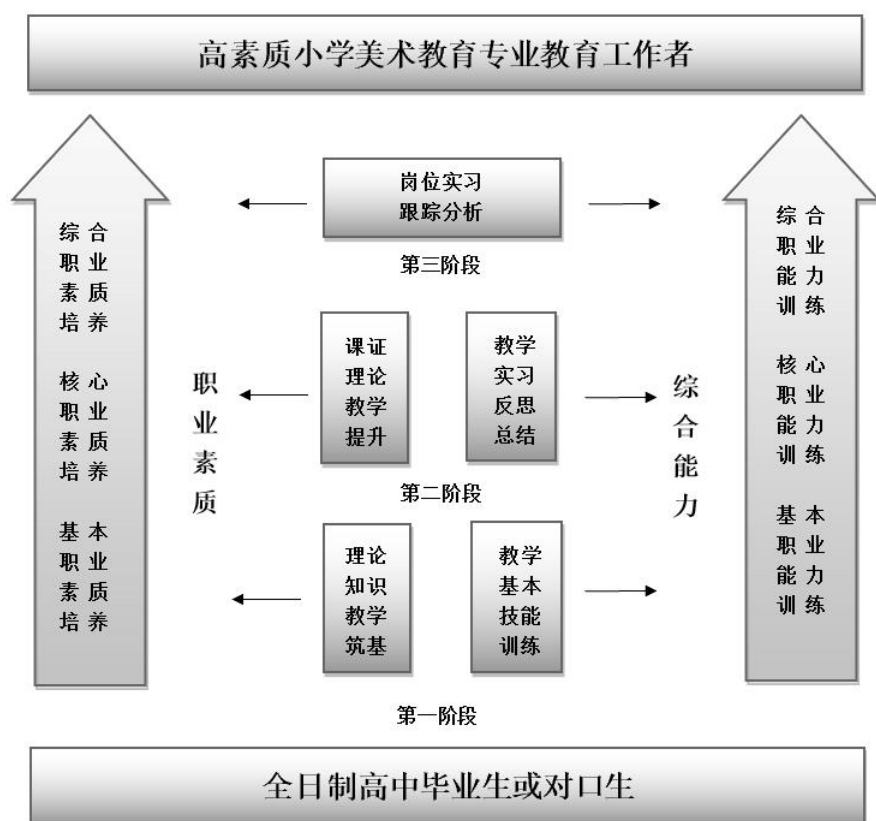 高素质小学美术教育专业教育工作者
综合
职业
素质
培养
核心
职业
素质
培养
基本
职业
素质
培养
职业素质
岗位实习
跟踪分析
第三阶段
课证
理论
教学
提升
教学
实习
反思
总结
第二阶段
理论
知识
教学
筑基
教学
基本
技能
训练
第一阶段
综合能力
综合
职业
能力
训练
核心
职业
能力
训练
基本
职业
能力
训练
全日制高中毕业生或对口生